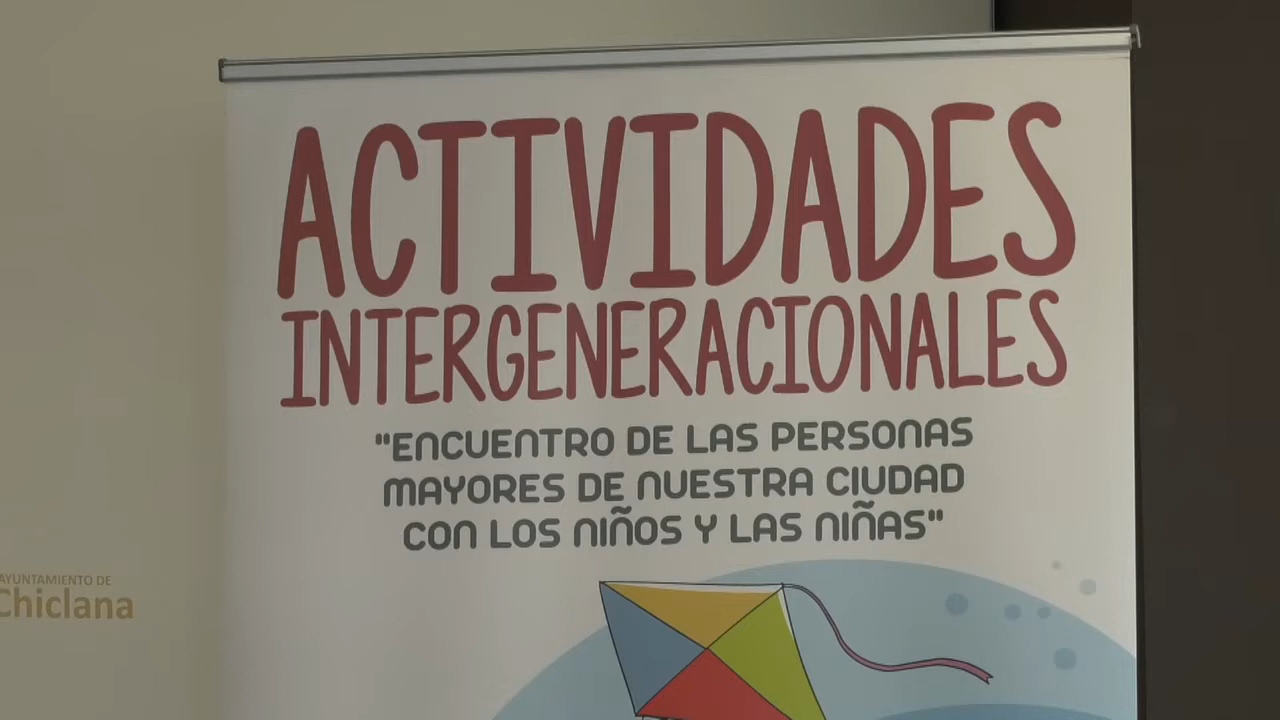 ACTIVIDADES
INTERGENERACIONALES
"ENCUENTRO DE LAS PERSONAS
MAYORES DE NUESTRA CIUDAD
CON LOS NIÑOS Y LAS NIÑAS"
AYUNTAMIENTO DE
Chiclana